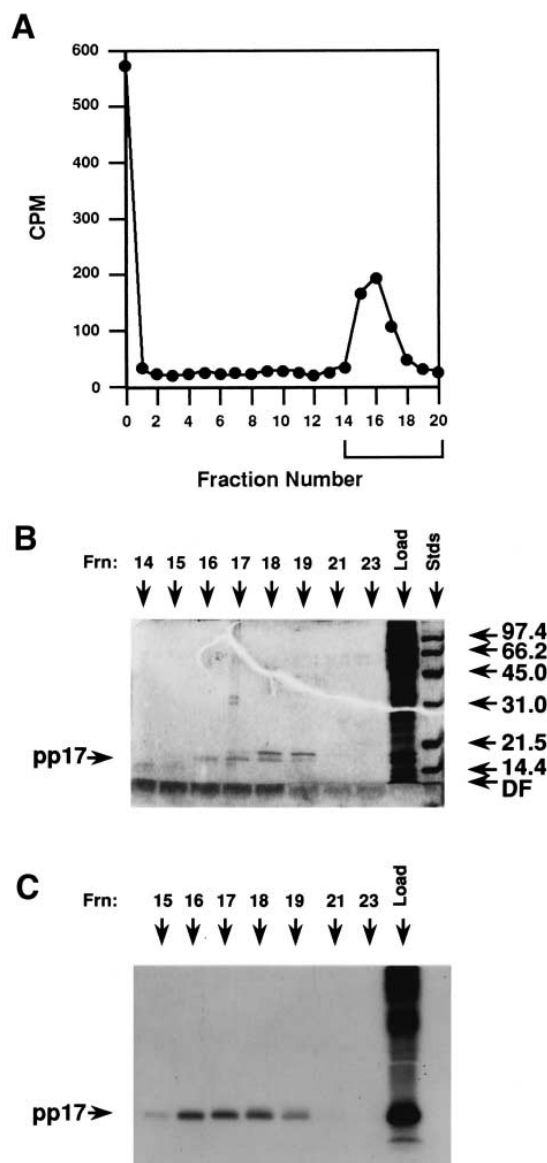 A
600
500
400
300
200
100
0
CPM
0 2 4 6 8 10 12 14 16 18 20
Fraction Number
B
Frn: 14 15 16 17 18 19 21 23 Load Stds
97.4
66.2
45.0
31.0
21.5
14.4
DF
pp17
C
Frn: 15 16 17 18 19 21 23 Load
pp17